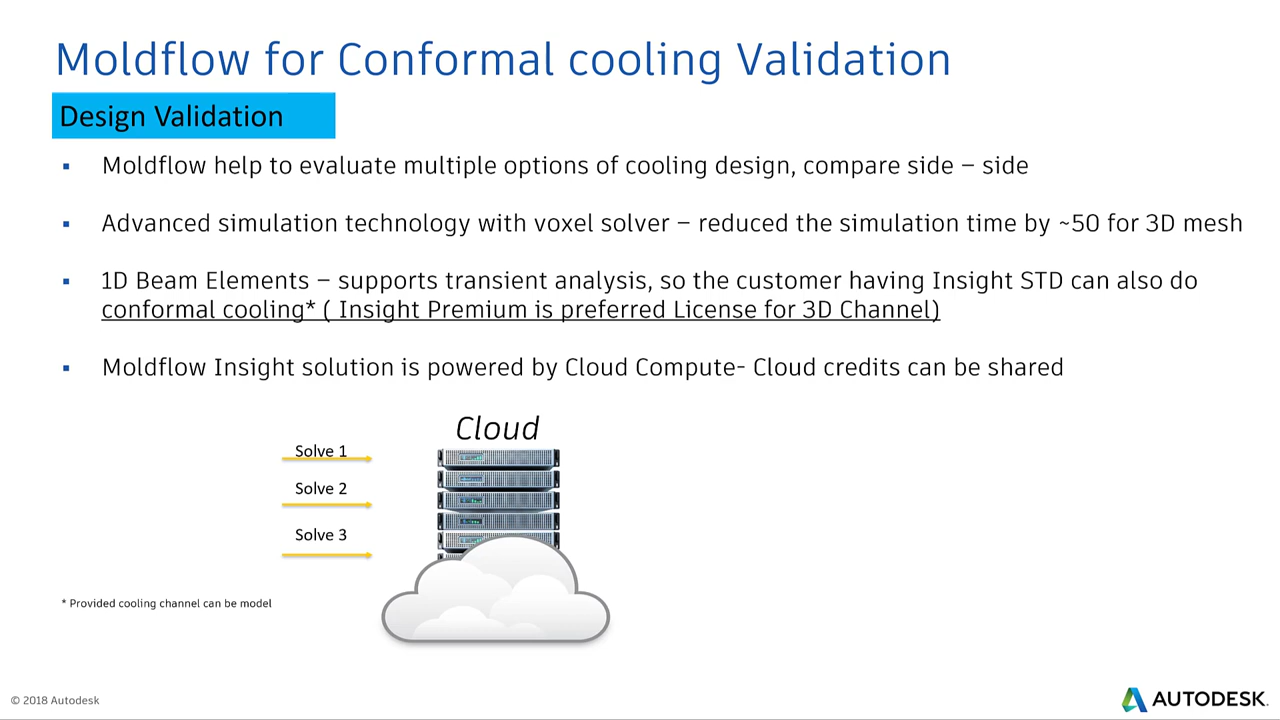 Moldflow for Conformal cooling Validation
Design Validation
▪ Moldflow help to evaluate multiple options of cooling design, compare side – side
▪ Advanced simulation technology with voxel solver – reduced the simulation time by ~50 for 3D mesh
▪ 1D Beam Elements – supports transient analysis, so the customer having Insight STD can also do
conformal cooling* ( Insight Premium is preferred License for 3D Channel)
▪ Moldflow Insight solution is powered by Cloud Compute- Cloud credits can be shared
Cloud
Solve 1
Solve 2
Solve 3
* Provided cooling channel can be model
© 2018 Autodesk
AUTODESK.